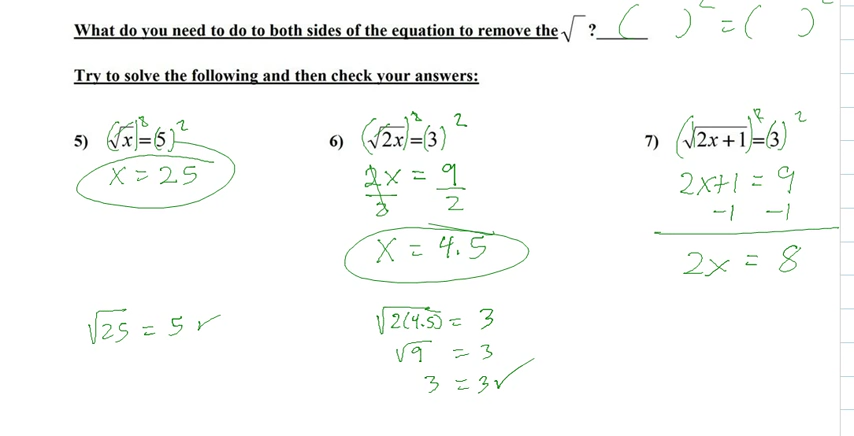 What do you need to do to both sides of the equation to remove the √ ? ( )² = ( )²
Try to solve the following and then check your answers:
5) (√x)² = (5)²
x = 25
√25 = 5 ✓
6) (√2x)² = (3)²
2x = 9
2 2
x = 4.5
√2(4.5) = 3
√9 = 3
3 = 3 ✓
7) (√2x + 1)² = (3)²
2x+1 = 9
-1 -1
2x = 8